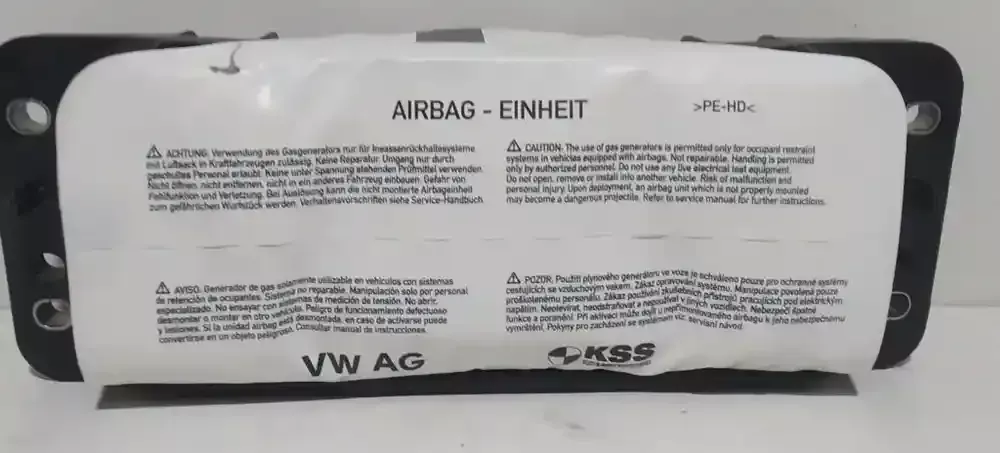 AIRBAG - EINHEIT
>PE-HD<
ACHTUNG: Verwendung des Gasgenerators nur für Insassenrückhaltesysteme
mit Luftsack in Kraftfahrzeugen zulässig. Keine Reparatur. Umgang nur durch
geschultes Personal erlaubt. Keine unter Spannung stehenden Prüfmittel verwenden.
Nicht öffnen, nicht entfernen, nicht in ein anderes Fahrzeug einbauen. Gefahr von
Fehlfunktion und Verletzung. Bei Auslösung kann die nicht montierte Airbageinheit
zum gefährlichen Wurfstück werden. Verhaltensvorschriften siehe Service-Handbuch
CAUTION: The use of gas generators is permitted only for occupant restraint
systems in vehicles equipped with airbags. Not repairable. Handling is permitted
only by authorized personnel. Do not use any live electrical test equipment.
Do not open, remove or install into another vehicle. Risk of malfunction and
personal injury. Upon deployment, an airbag unit which is not properly mounted
may become a dangerous projectile. Refer to service manual for further instructions.
AVISO: Generador de gas solamente utilizable en vehículos con sistemas
de retención de ocupantes. Sistema no reparable. Manipulación solo por personal
especializado. No ensayar con sistemas de medición de tensión. No abrir,
desmontar o montar en otro vehículo. Peligro de funcionamiento defectuoso
y lesiones. Si la unidad airbag está desmontada, en caso de activarse puede
convertirse en un objeto peligroso. Consultar manual de instrucciones.
POZOR: Použití plynového generátoru ve voze je schváleno pouze pro ochranné systémy
cestujících se vzduchovým vakem. Zákaz opravování systému. Manipulace povolená pouze
proškolenému personálu. Zákaz používání zkušebních přístrojů pracujících pod elektrickým
napětím. Neotevírat, neodstraňovat a nepoužívat v jiných vozidlech. Nebezpečí špatné
funkce a poranění. Při aktivaci může dojít u nepřimontovaného airbagu k jeho nebezpečnému
vymrštění. Pokyny pro zacházení se systémem viz. servisní návod.
VW AG
KSS